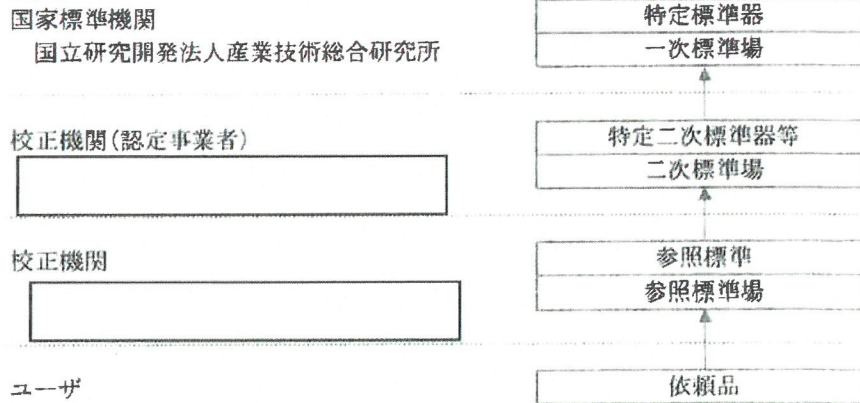 国家標準機関
国立研究開発法人産業技術総合研究所
特定標準器
一次標準場
校正機関(認定事業者)
特定二次標準器等
二次標準場
校正機関
参照標準
参照標準場
ユーザ
依頼品